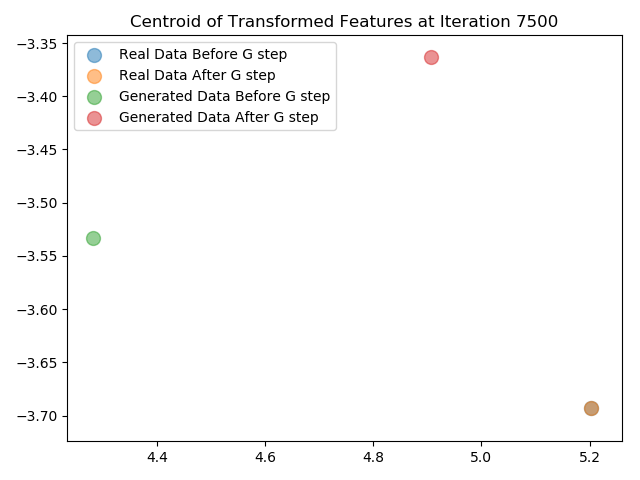 Centroid of Transformed Features at Iteration 7500
Real Data Before G step
Real Data After G step
Generated Data Before G step
Generated Data After G step
−3.35
−3.40
−3.45
−3.50
−3.55
−3.60
−3.65
−3.70
4.4 4.6 4.8 5.0 5.2